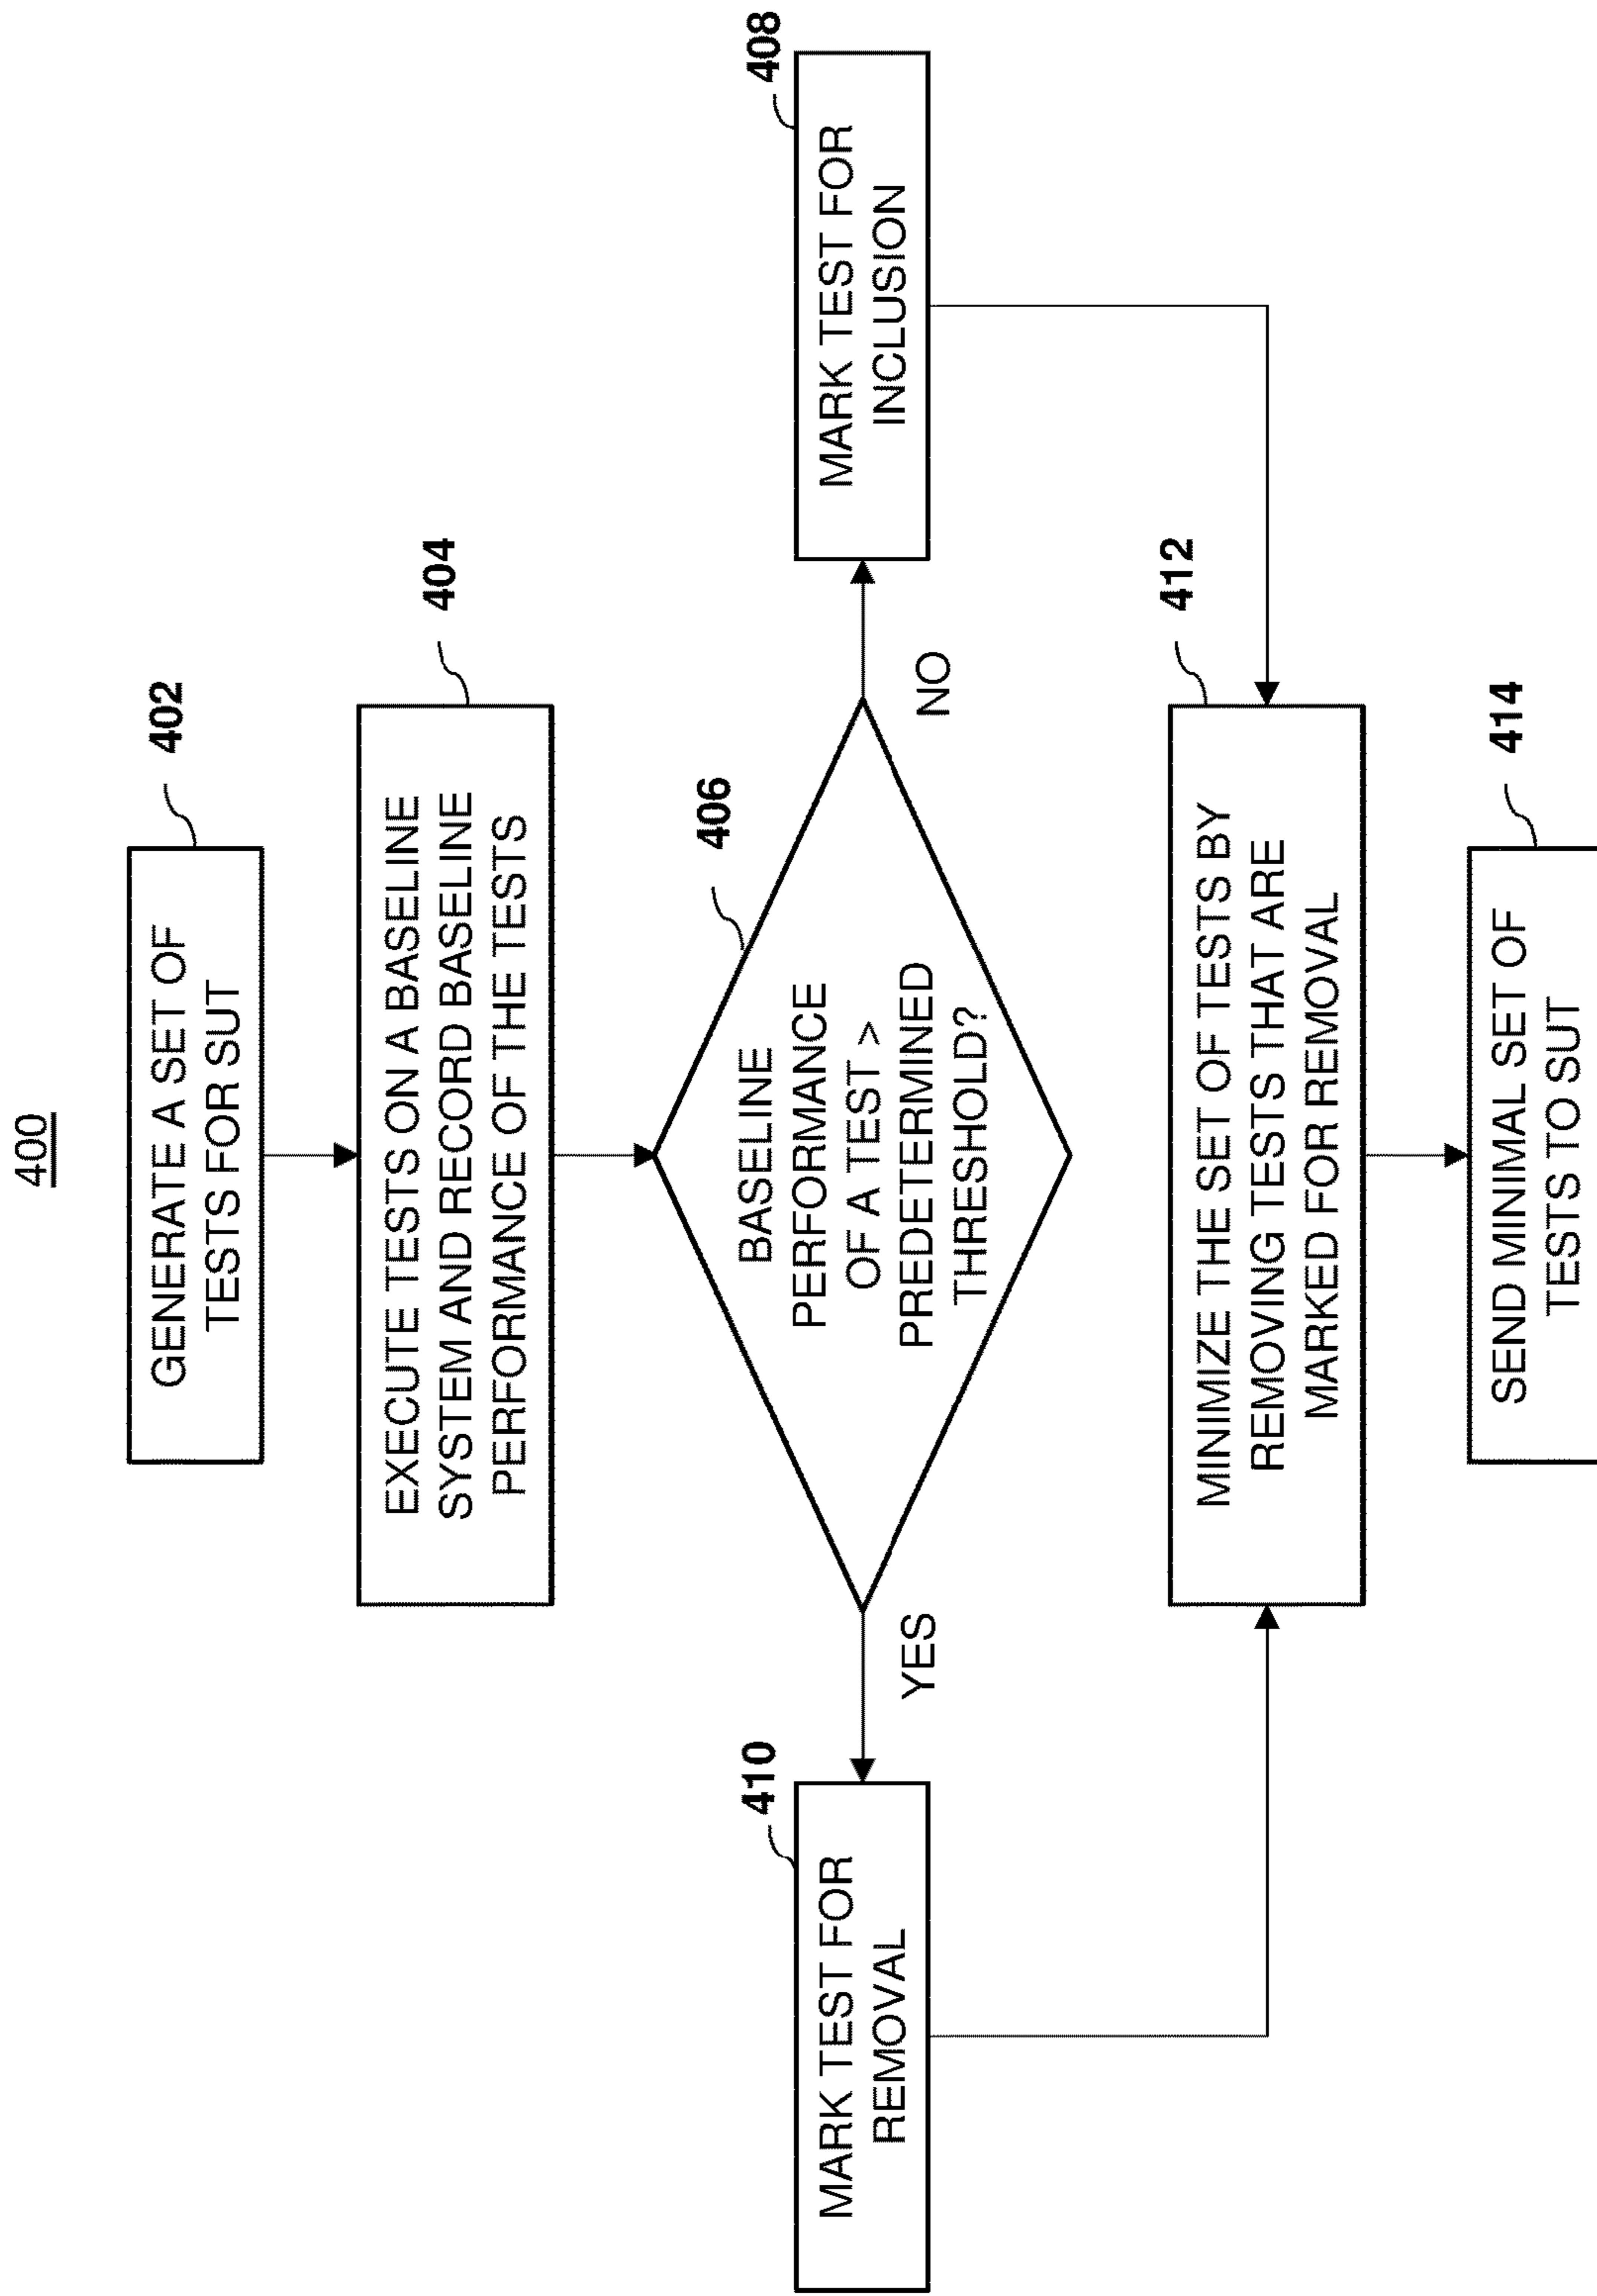 400
402
GENERATE A SET OF
TESTS FOR SUT
404
EXECUTE TESTS ON A BASELINE
SYSTEM AND RECORD BASELINE
PERFORMANCE OF THE TESTS
406
BASELINE
PERFORMANCE
OF A TEST >
PREDETERMINED
THRESHOLD?
YES
NO
410
MARK TEST FOR
REMOVAL
408
MARK TEST FOR
INCLUSION
412
MINIMIZE THE SET OF TESTS BY
REMOVING TESTS THAT ARE
MARKED FOR REMOVAL
414
SEND MINIMAL SET OF
TESTS TO SUT